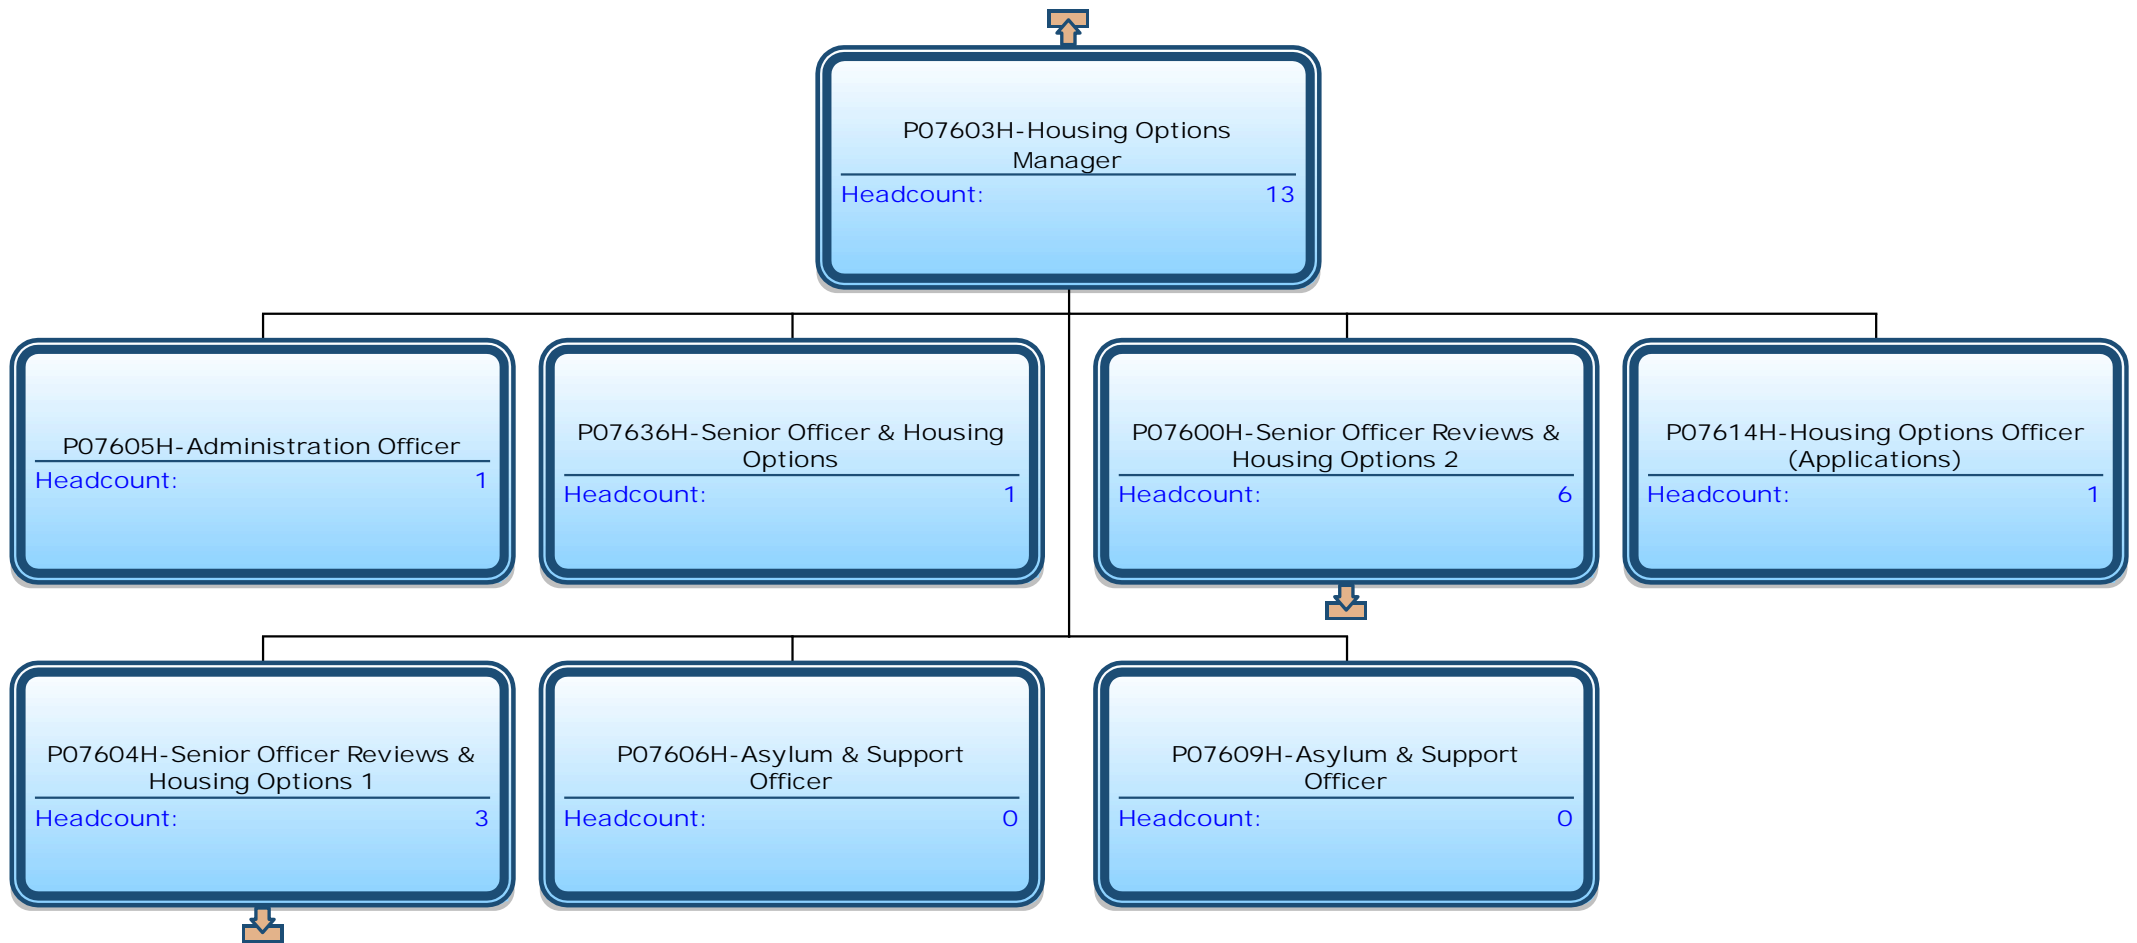 P07603H-Housing Options
Manager
Headcount: 13
P07605H-Administration Officer
Headcount: 1
P07636H-Senior Officer & Housing
Options
Headcount: 1
P07600H-Senior Officer Reviews &
Housing Options 2
Headcount: 6
P07614H-Housing Options Officer
(Applications)
Headcount: 1
P07604H-Senior Officer Reviews &
Housing Options 1
Headcount: 3
P07606H-Asylum & Support
Officer
Headcount: 0
P07609H-Asylum & Support
Officer
Headcount: 0